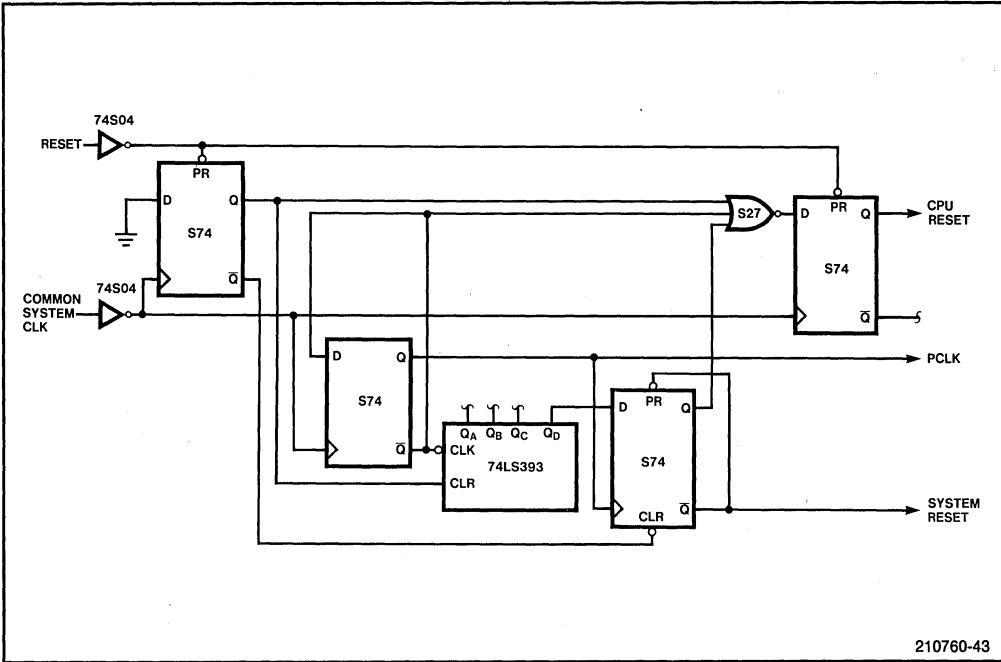 74S04
RESET
PR
D
Q
S74
Q̅
COMMON
SYSTEM
CLK
74S04
S27
D
PR
Q
S74
Q̅
CPU
RESET
D
Q
S74
Q̅
PCLK
QA QB QC QD
CLK
74LS393
CLR
D
PR
Q
S74
CLR
Q̅
SYSTEM
RESET
210760-43